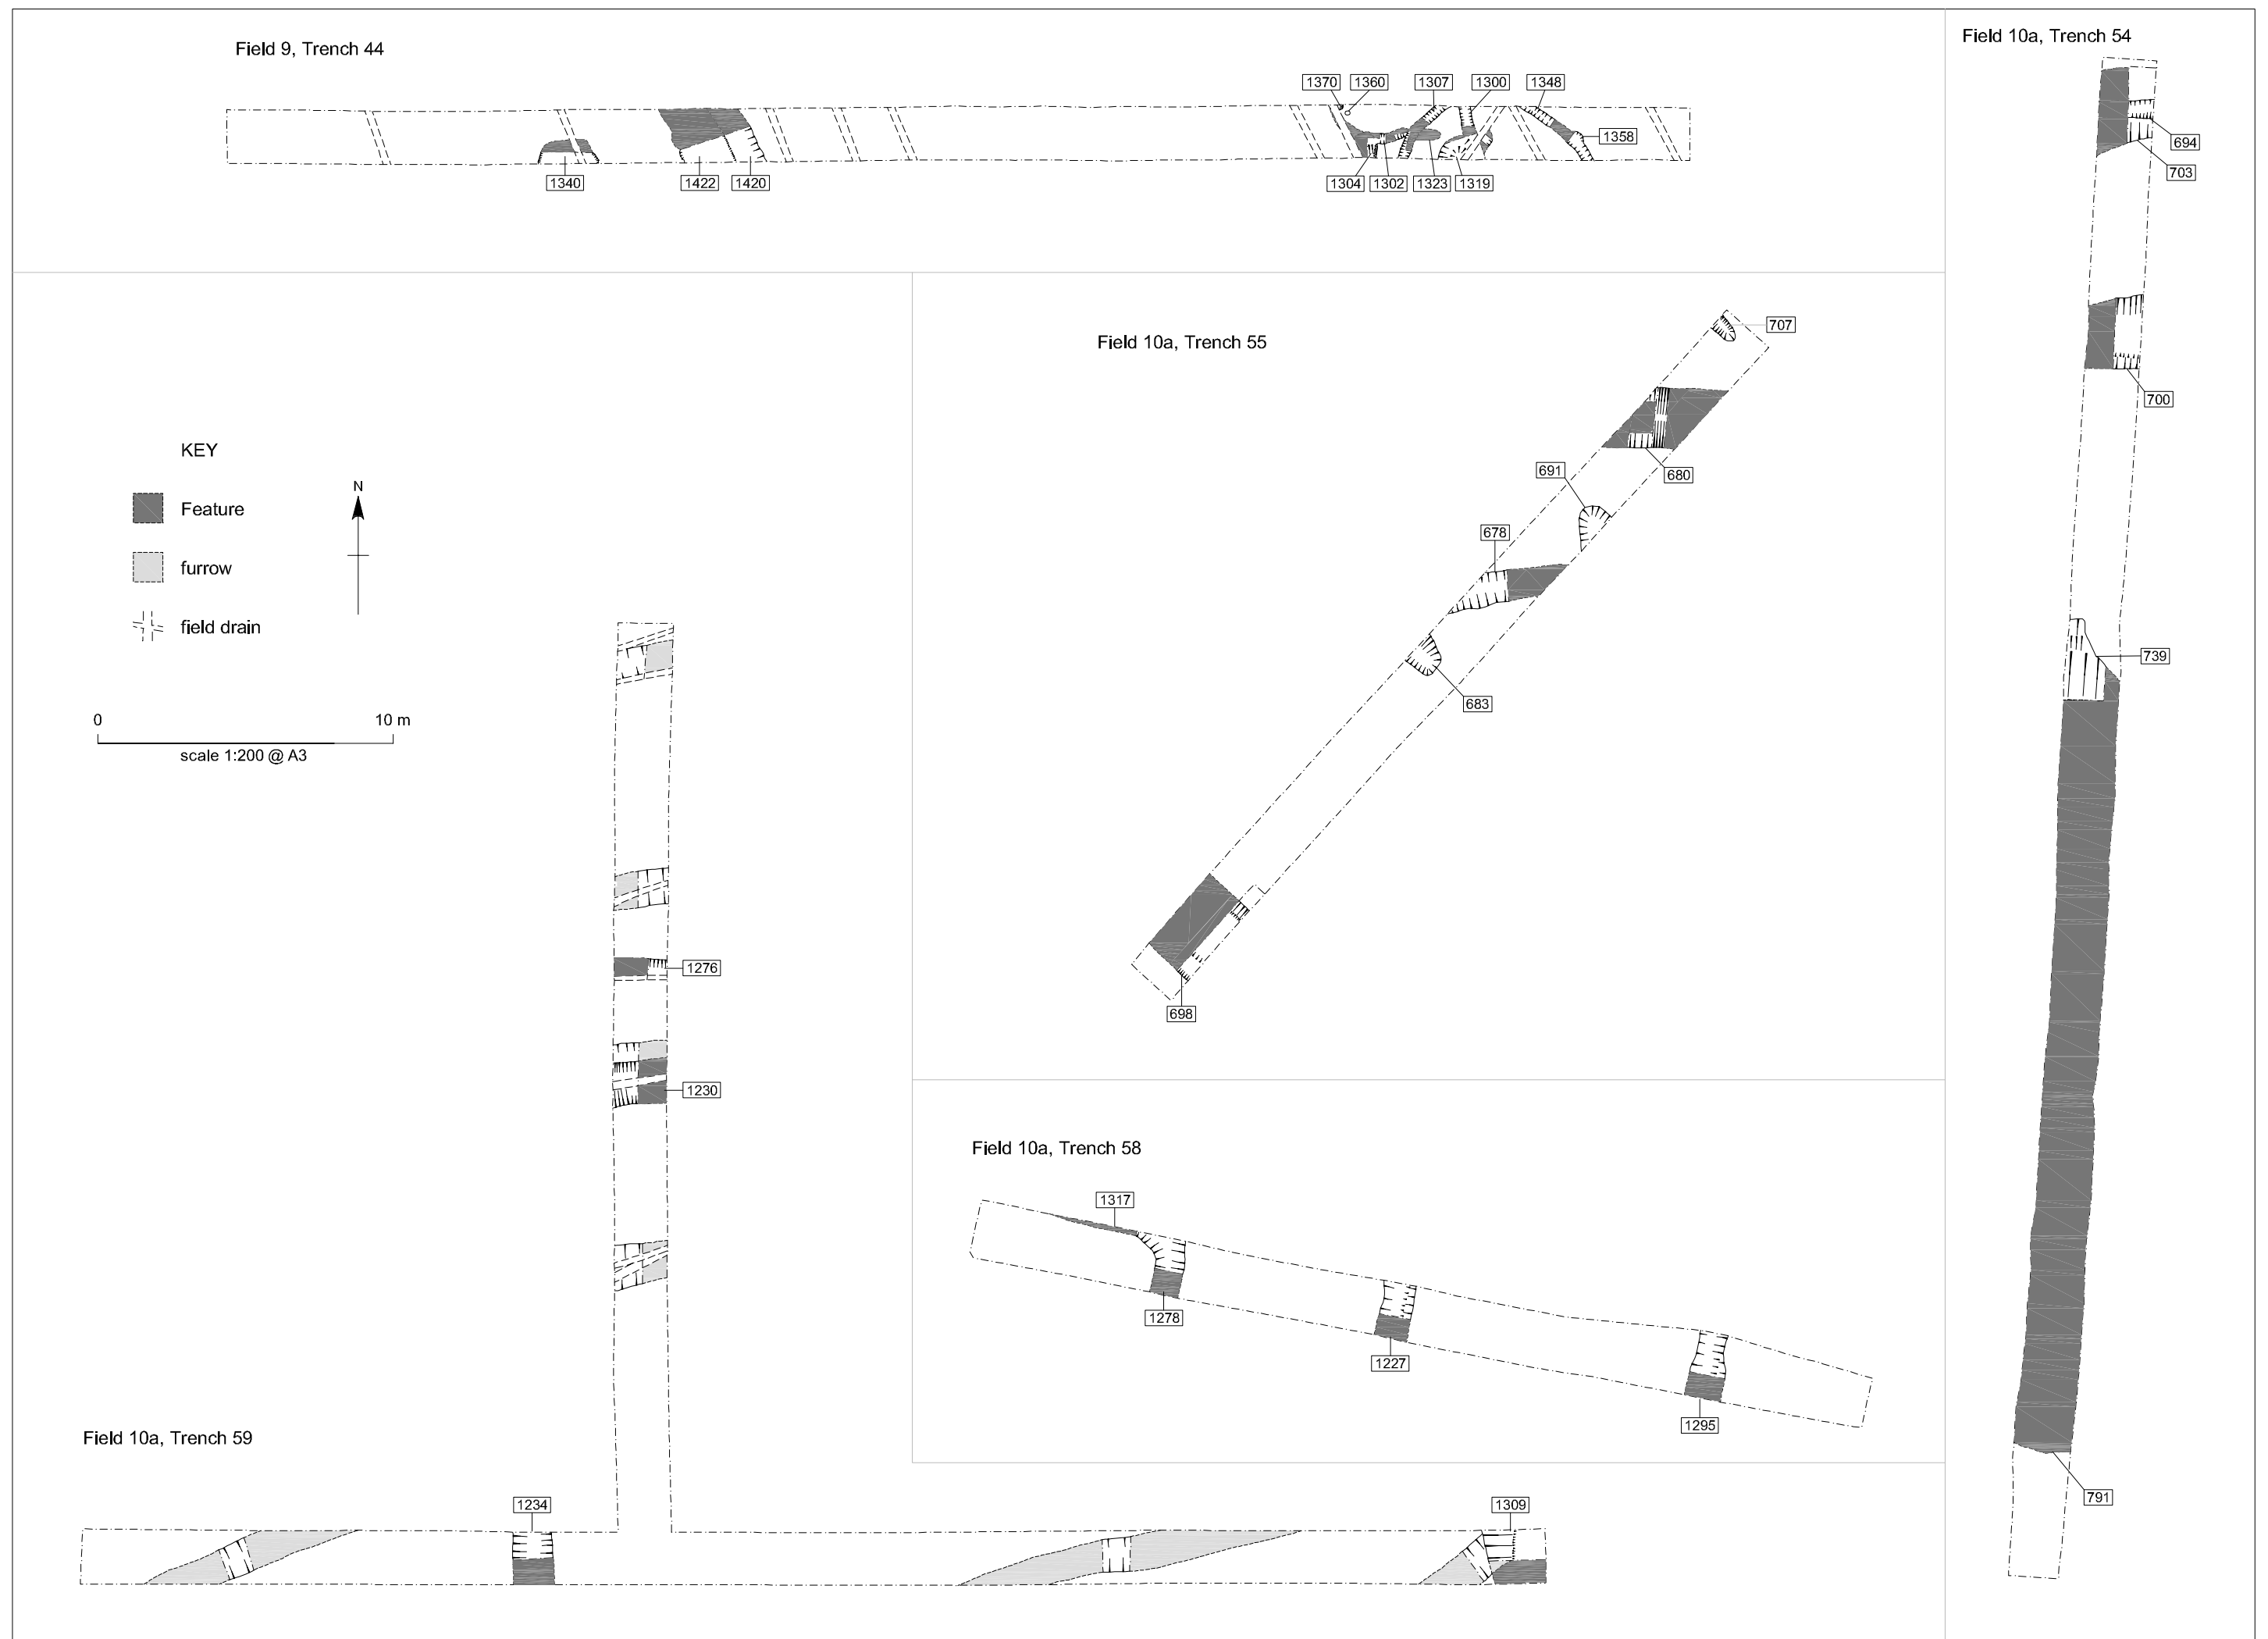 Field 9, Trench 44
1370
1360
1307
1300
1348
1358
1340
1422
1420
1304
1302
1323
1319
Field 10a, Trench 54
694
703
700
739
791
Field 10a, Trench 55
707
680
691
678
683
698
KEY
Feature
furrow
field drain
N
0
10 m
scale 1:200 @ A3
1276
1230
Field 10a, Trench 58
1317
1278
1227
1295
Field 10a, Trench 59
1234
1309